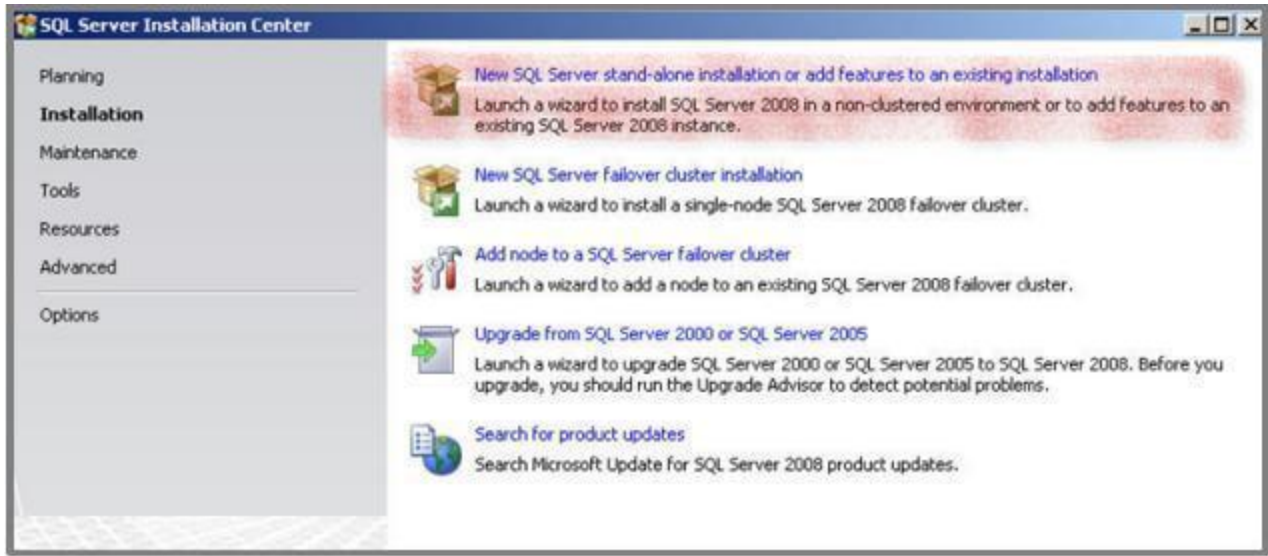 SQL Server Installation Center
Planning
Installation
Maintenance
Tools
Resources
Advanced
Options
New SQL Server stand-alone installation or add features to an existing installation
Launch a wizard to install SQL Server 2008 in a non-clustered environment or to add features to an
existing SQL Server 2008 instance.
New SQL Server failover cluster installation
Launch a wizard to install a single-node SQL Server 2008 failover cluster.
Add node to a SQL Server failover cluster
Launch a wizard to add a node to an existing SQL Server 2008 failover cluster.
Upgrade from SQL Server 2000 or SQL Server 2005
Launch a wizard to upgrade SQL Server 2000 or SQL Server 2005 to SQL Server 2008. Before you
upgrade, you should run the Upgrade Advisor to detect potential problems.
Search for product updates
Search Microsoft Update for SQL Server 2008 product updates.